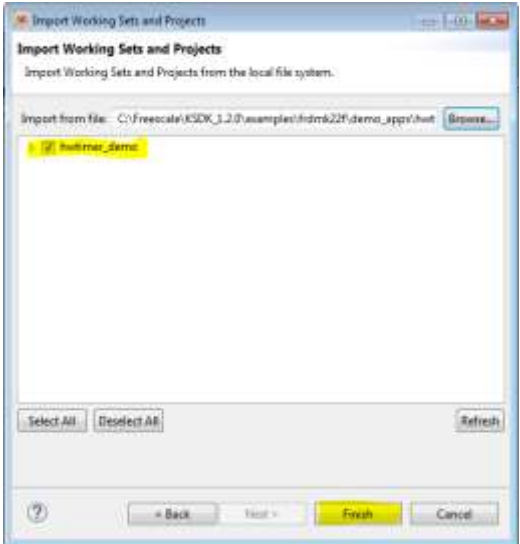 Import Working Sets and Projects
Import Working Sets and Projects
Import Working Sets and Projects from the local file system.
Import from file: C:\Freescale\KSDK_1.2.0\examples\frdmk22f\demo_apps\hwt Browse...
hwtimer_demo
Select All Deselect All Refresh
< Back Next > Finish Cancel